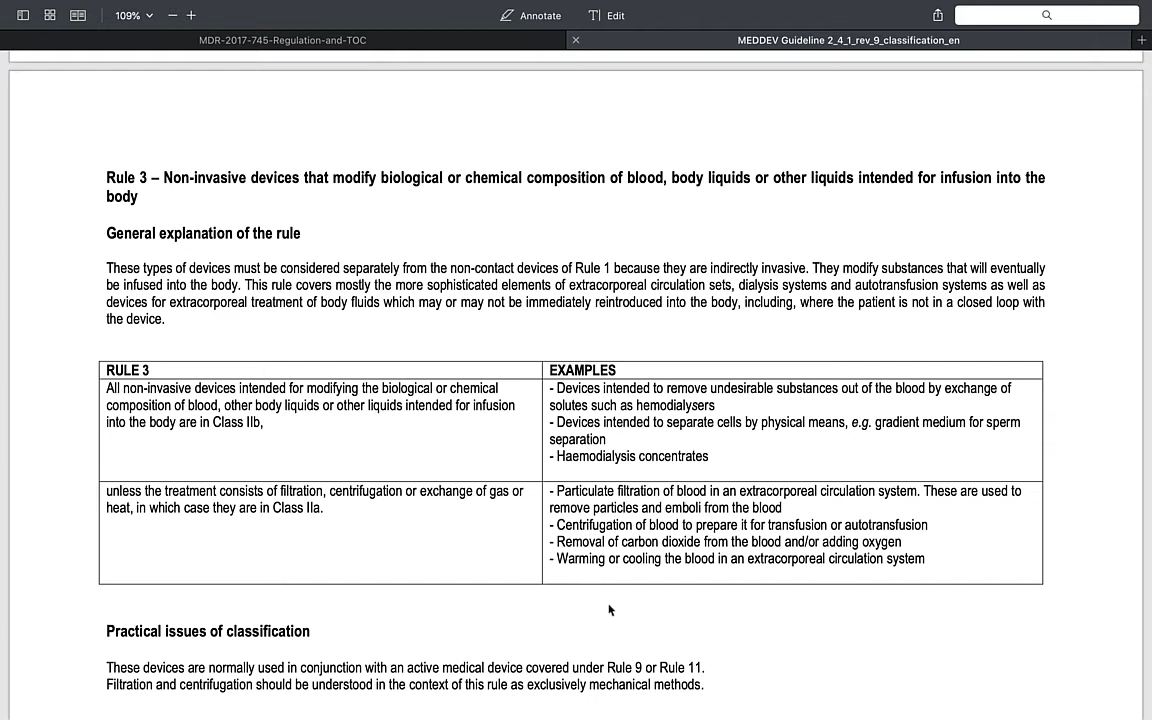 109%
Annotate
Edit
MDR-2017-745-Regulation-and-TOC
MEDDEV Guideline 2_4_1_rev_9_classification_en
Rule 3 – Non-invasive devices that modify biological or chemical composition of blood, body liquids or other liquids intended for infusion into the
body
General explanation of the rule
These types of devices must be considered separately from the non-contact devices of Rule 1 because they are indirectly invasive. They modify substances that will eventually
be infused into the body. This rule covers mostly the more sophisticated elements of extracorporeal circulation sets, dialysis systems and autotransfusion systems as well as
devices for extracorporeal treatment of body fluids which may or may not be immediately reintroduced into the body, including, where the patient is not in a closed loop with
the device.
RULE 3
EXAMPLES
All non-invasive devices intended for modifying the biological or chemical
composition of blood, other body liquids or other liquids intended for infusion
into the body are in Class IIb,
- Devices intended to remove undesirable substances out of the blood by exchange of
solutes such as hemodialysers
- Devices intended to separate cells by physical means, e.g. gradient medium for sperm
separation
- Haemodialysis concentrates
unless the treatment consists of filtration, centrifugation or exchange of gas or
heat, in which case they are in Class IIa.
- Particulate filtration of blood in an extracorporeal circulation system. These are used to
remove particles and emboli from the blood
- Centrifugation of blood to prepare it for transfusion or autotransfusion
- Removal of carbon dioxide from the blood and/or adding oxygen
- Warming or cooling the blood in an extracorporeal circulation system
Practical issues of classification
These devices are normally used in conjunction with an active medical device covered under Rule 9 or Rule 11.
Filtration and centrifugation should be understood in the context of this rule as exclusively mechanical methods.